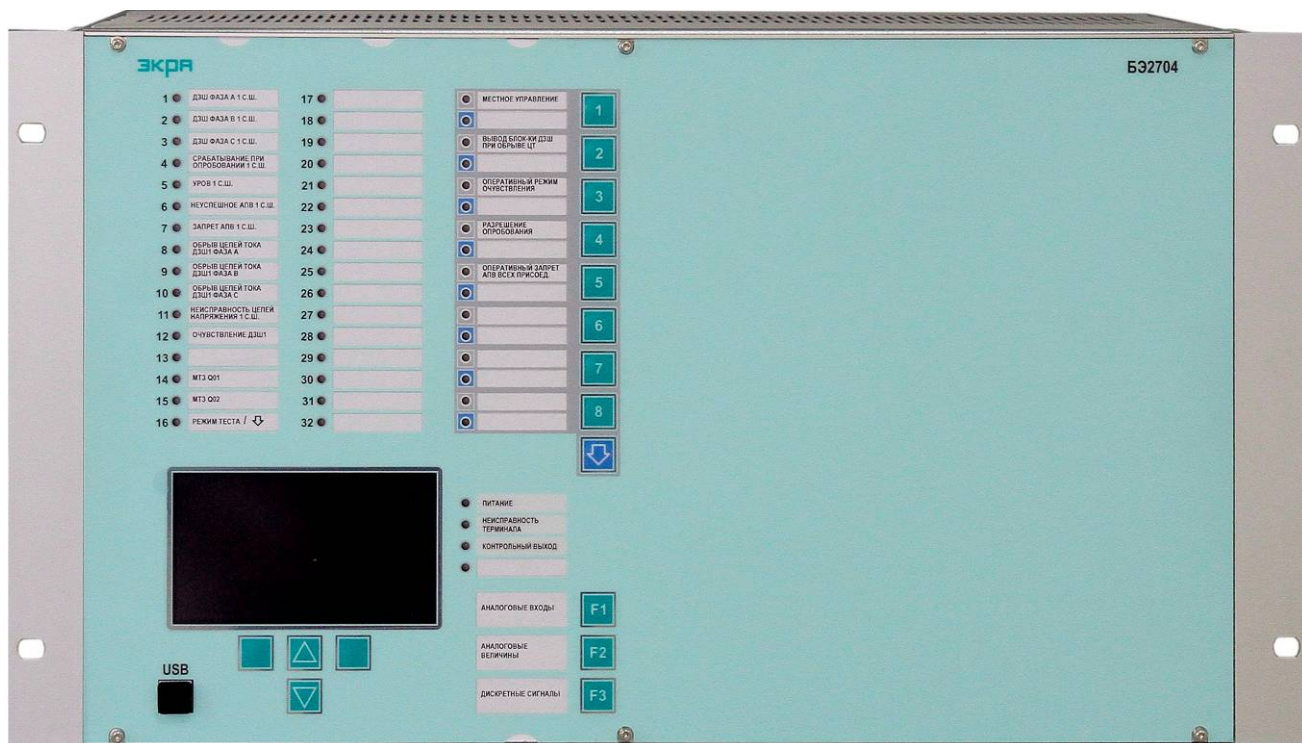 ЭКРА
БЭ2704
1 ДЗШ ФАЗА А 1 С.Ш.
2 ДЗШ ФАЗА В 1 С.Ш.
3 ДЗШ ФАЗА С 1 С.Ш.
4 СРАБАТЫВАНИЕ ПРИ
ОПРОБОВАНИИ 1 С.Ш.
5 УРОВ 1 С.Ш.
6 НЕУСПЕШНОЕ АПВ 1 С.Ш.
7 ЗАПРЕТ АПВ 1 С.Ш.
8 ОБРЫВ ЦЕПЕЙ ТОКА
ДЗШ1 ФАЗА А
9 ОБРЫВ ЦЕПЕЙ ТОКА
ДЗШ1 ФАЗА В
10 ОБРЫВ ЦЕПЕЙ ТОКА
ДЗШ1 ФАЗА С
11 НЕИСПРАВНОСТЬ ЦЕПЕЙ
НАПРЯЖЕНИЯ 1 С.Ш.
12 ОЧУВСТВЛЕНИЕ ДЗШ1
13
14 МТЗ Q01
15 МТЗ Q02
16 РЕЖИМ ТЕСТА /
17
18
19
20
21
22
23
24
25
26
27
28
29
30
31
32
МЕСТНОЕ УПРАВЛЕНИЕ
1
ВЫВОД БЛОК-КИ ДЗШ
ПРИ ОБРЫВЕ ЦТ
2
ОПЕРАТИВНЫЙ РЕЖИМ
ОЧУВСТВЛЕНИЯ
3
РАЗРЕШЕНИЕ
ОПРОБОВАНИЯ
4
ОПЕРАТИВНЫЙ ЗАПРЕТ
АПВ ВСЕХ ПРИСОЕД.
5
6
7
8
ПИТАНИЕ
НЕИСПРАВНОСТЬ
ТЕРМИНАЛА
КОНТРОЛЬНЫЙ ВЫХОД
АНАЛОГОВЫЕ ВХОДЫ
F1
АНАЛОГОВЫЕ
ВЕЛИЧИНЫ
F2
ДИСКРЕТНЫЕ СИГНАЛЫ
F3
USB